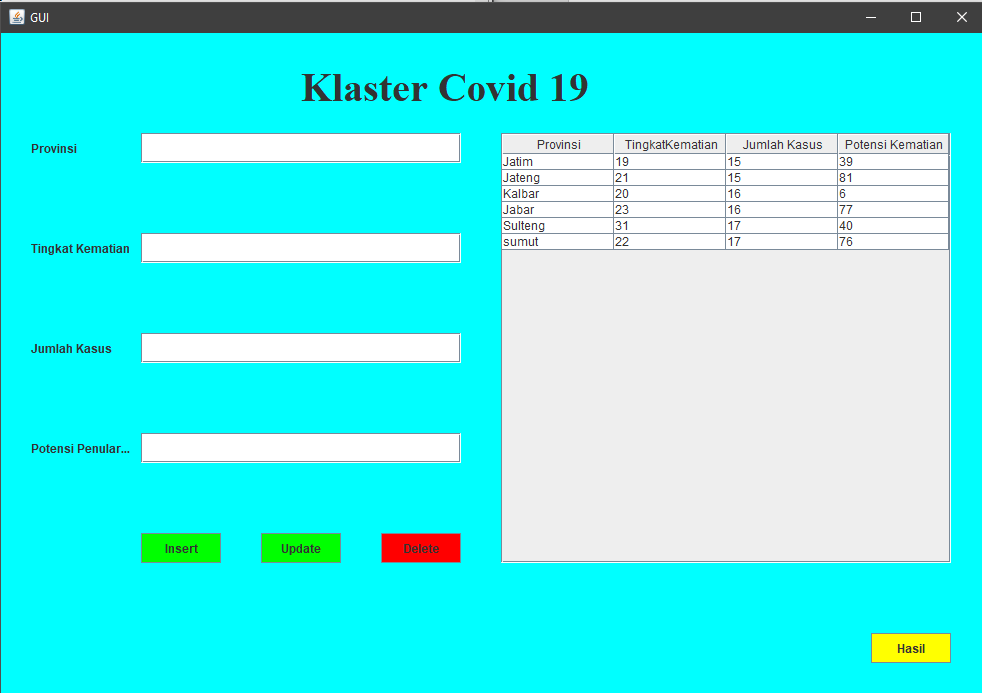 GUI
Klaster Covid 19
Provinsi
Tingkat Kematian
Jumlah Kasus
Potensi Penular...
Insert Update Delete
Provinsi TingkatKematian Jumlah Kasus Potensi Kematian
Jatim 19 15 39
Jateng 21 15 81
Kalbar 20 16 6
Jabar 23 16 77
Sulteng 31 17 40
sumut 22 17 76
Hasil